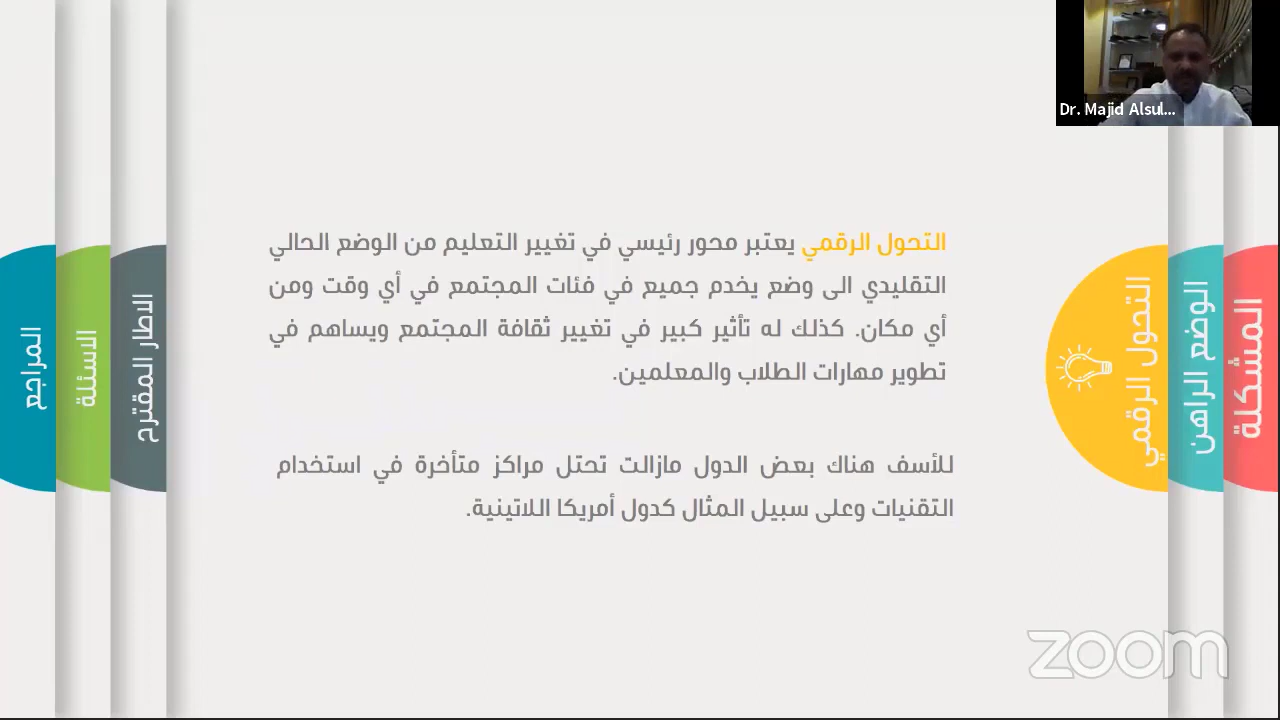 Dr. Majid Alsul...
المشكلة
الوضع الراهن
التحول الرقمي
التحول الرقمي يعتبر محور رئيسي في تغيير التعليم من الوضع الحالي
التقليدي الى وضع يخدم جميع في فئات المجتمع في أي وقت ومن
أي مكان. كذلك له تأثير كبير في تغيير ثقافة المجتمع ويساهم في
تطوير مهارات الطلاب والمعلمين.
للأسف هناك بعض الدول مازالت تحتل مراكز متأخرة في استخدام
التقنيات وعلى سبيل المثال كدول أمريكا اللاتينية.
الاطار المقترح
الاسئلة
المراجع
zoom